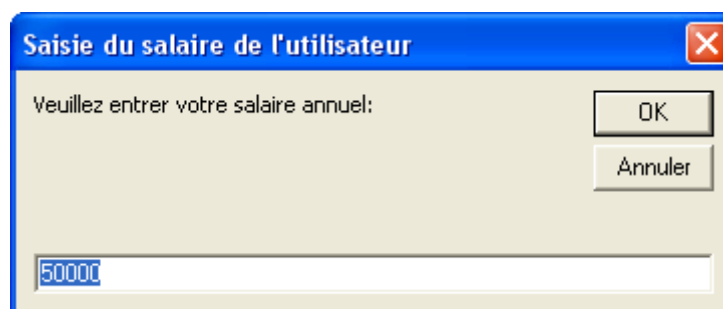 Saisie du salaire de l'utilisateur
Veuillez entrer votre salaire annuel:
OK
Annuler
50000